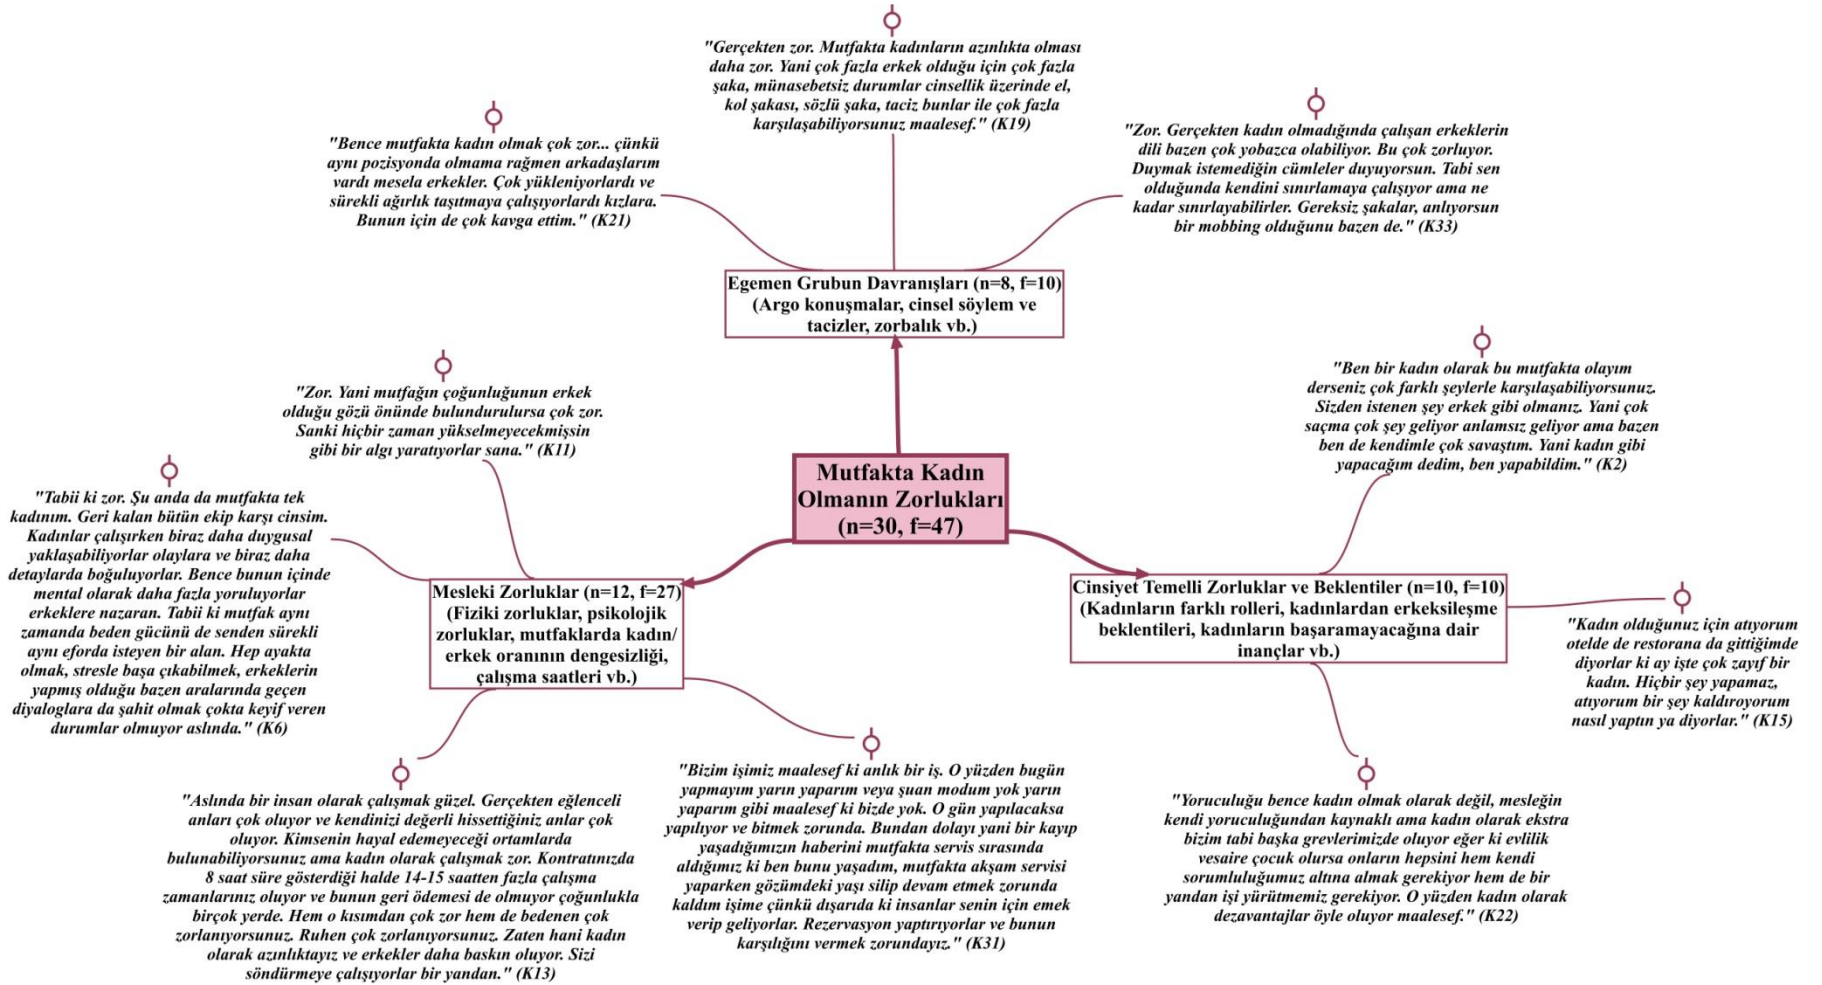 "Gerçekten zor. Mutfakta kadınların azınlıkta olması
daha zor. Yani çok fazla erkek olduğu için çok fazla
şaka, münasebetsiz durumlar cinsellik üzerinde el,
kol şakası, sözlü şaka, taciz bunlar ile çok fazla
karşılaşabiliyorsunuz maalesef." (K19)
"Bence mutfakta kadın olmak çok zor... çünkü
aynı pozisyonda olmama rağmen arkadaşlarım
vardı mesela erkekler. Çok yükleniyorlardı ve
sürekli ağırlık taşıtmaya çalışıyorlardı kızlara.
Bunun için de çok kavga ettim." (K21)
"Zor. Gerçekten kadın olmadığında çalışan erkeklerin
dili bazen çok yobazca olabiliyor. Bu çok zorluyor.
Duymak istemediğin cümleler duyuyorsun. Tabi sen
olduğunda kendini sınırlamaya çalışıyor ama ne
kadar sınırlayabilirler. Gereksiz şakalar, anlıyorsun
bir mobbing olduğunu bazen de." (K33)
Egemen Grubun Davranışları (n=8, f=10)
(Argo konuşmalar, cinsel söylem ve
tacizler, zorbalık vb.)
"Zor. Yani mutfağın çoğunluğunun erkek
olduğu gözü önünde bulundurulursa çok zor.
Sanki hiçbir zaman yükselmeyecekmişsin
gibi bir algı yaratıyorlar sana." (K11)
"Ben bir kadın olarak bu mutfakta olayım
derseniz çok farklı şeylerle karşılaşabiliyorsunuz.
Sizden istenen şey erkek gibi olmanız. Yani çok
saçma çok şey geliyor anlamsız geliyor ama bazen
ben de kendimle çok savaştım. Yani kadın gibi
yapacağım dedim, ben yapabildim." (K2)
Mutfakta Kadın
Olmanın Zorlukları
(n=30, f=47)
"Tabii ki zor. Şu anda da mutfakta tek
kadınım. Geri kalan bütün ekip karşı cinsim.
Kadınlar çalışırken biraz daha duygusal
yaklaşabiliyorlar olaylara ve biraz daha
detaylarda boğuluyorlar. Bence bunun içinde
mental olarak daha fazla yoruluyorlar
erkeklere nazaran. Tabii ki mutfak aynı
zamanda beden gücünü de senden sürekli
aynı eforda isteyen bir alan. Hep ayakta
olmak, stresle başa çıkabilmek, erkeklerin
yapmış olduğu bazen aralarında geçen
diyaloglara da şahit olmak çokta keyif veren
durumlar olmuyor aslında." (K6)
Mesleki Zorluklar (n=12, f=27)
(Fiziki zorluklar, psikolojik
zorluklar, mutfaklarda kadın/
erkek oranının dengesizliği,
çalışma saatleri vb.)
Cinsiyet Temelli Zorluklar ve Beklentiler (n=10, f=10)
(Kadınların farklı rolleri, kadınlardan erkeksileşme
beklentileri, kadınların başaramayacağına dair
inançlar vb.)
"Kadın olduğunuz için atıyorum
otelde de restorana da gittiğimde
diyorlar ki ay işte çok zayıf bir
kadın. Hiçbir şey yapamaz,
atıyorum bir şey kaldıroyorum
nasıl yaptın ya diyorlar." (K15)
"Aslında bir insan olarak çalışmak güzel. Gerçekten eğlenceli
anları çok oluyor ve kendinizi değerli hissettiğiniz anlar çok
oluyor. Kimsenin hayal edemeyeceği ortamlarda
bulunabiliyorsunuz ama kadın olarak çalışmak zor. Kontratınızda
8 saat süre gösterdiği halde 14-15 saatten fazla çalışma
zamanlarınız oluyor ve bunun geri ödemesi de olmuyor çoğunlukla
birçok yerde. Hem o kısımdan çok zor hem de bedenen çok
zorlanıyorsunuz. Ruhen çok zorlanıyorsunuz. Zaten hani kadın
olarak azınlıktayız ve erkekler daha baskın oluyor. Sizi
söndürmeye çalışıyorlar bir yandan." (K13)
"Bizim işimiz maalesef ki anlık bir iş. O yüzden bugün
yapmayım yarın yaparım veya şuan modum yok yarın
yaparım gibi maalesef ki bizde yok. O gün yapılacaksa
yapılıyor ve bitmek zorunda. Bundan dolayı yani bir kayıp
yaşadığımızın haberini mutfakta servis sırasında
aldığımız ki ben bunu yaşadım, mutfakta akşam servisi
yaparken gözümdeki yaşı silip devam etmek zorunda
kaldım işime çünkü dışarıda ki insanlar senin için emek
verip geliyorlar. Rezervasyon yaptırıyorlar ve bunun
karşılığını vermek zorundayız." (K31)
"Yoruculuğu bence kadın olmak olarak değil, mesleğin
kendi yoruculuğundan kaynaklı ama kadın olarak ekstra
bizim tabi başka grevlerimizde oluyor eğer ki evlilik
vesaire çocuk olursa onların hepsini hem kendi
sorumluluğumuz altına almak gerekiyor hem de bir
yandan işi yürütmemiz gerekiyor. O yüzden kadın olarak
dezavantajlar öyle oluyor maalesef." (K22)